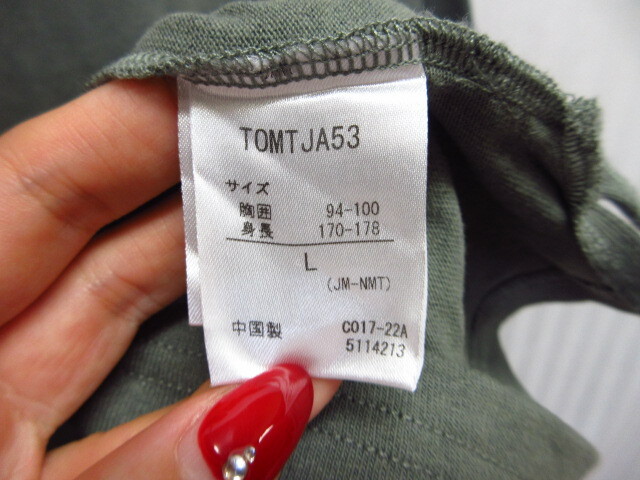 TOMTJA53
サイズ
胸囲 94-100
身長 170-178
L
(JM-NMT)
中国製 CO17-22A
5114213